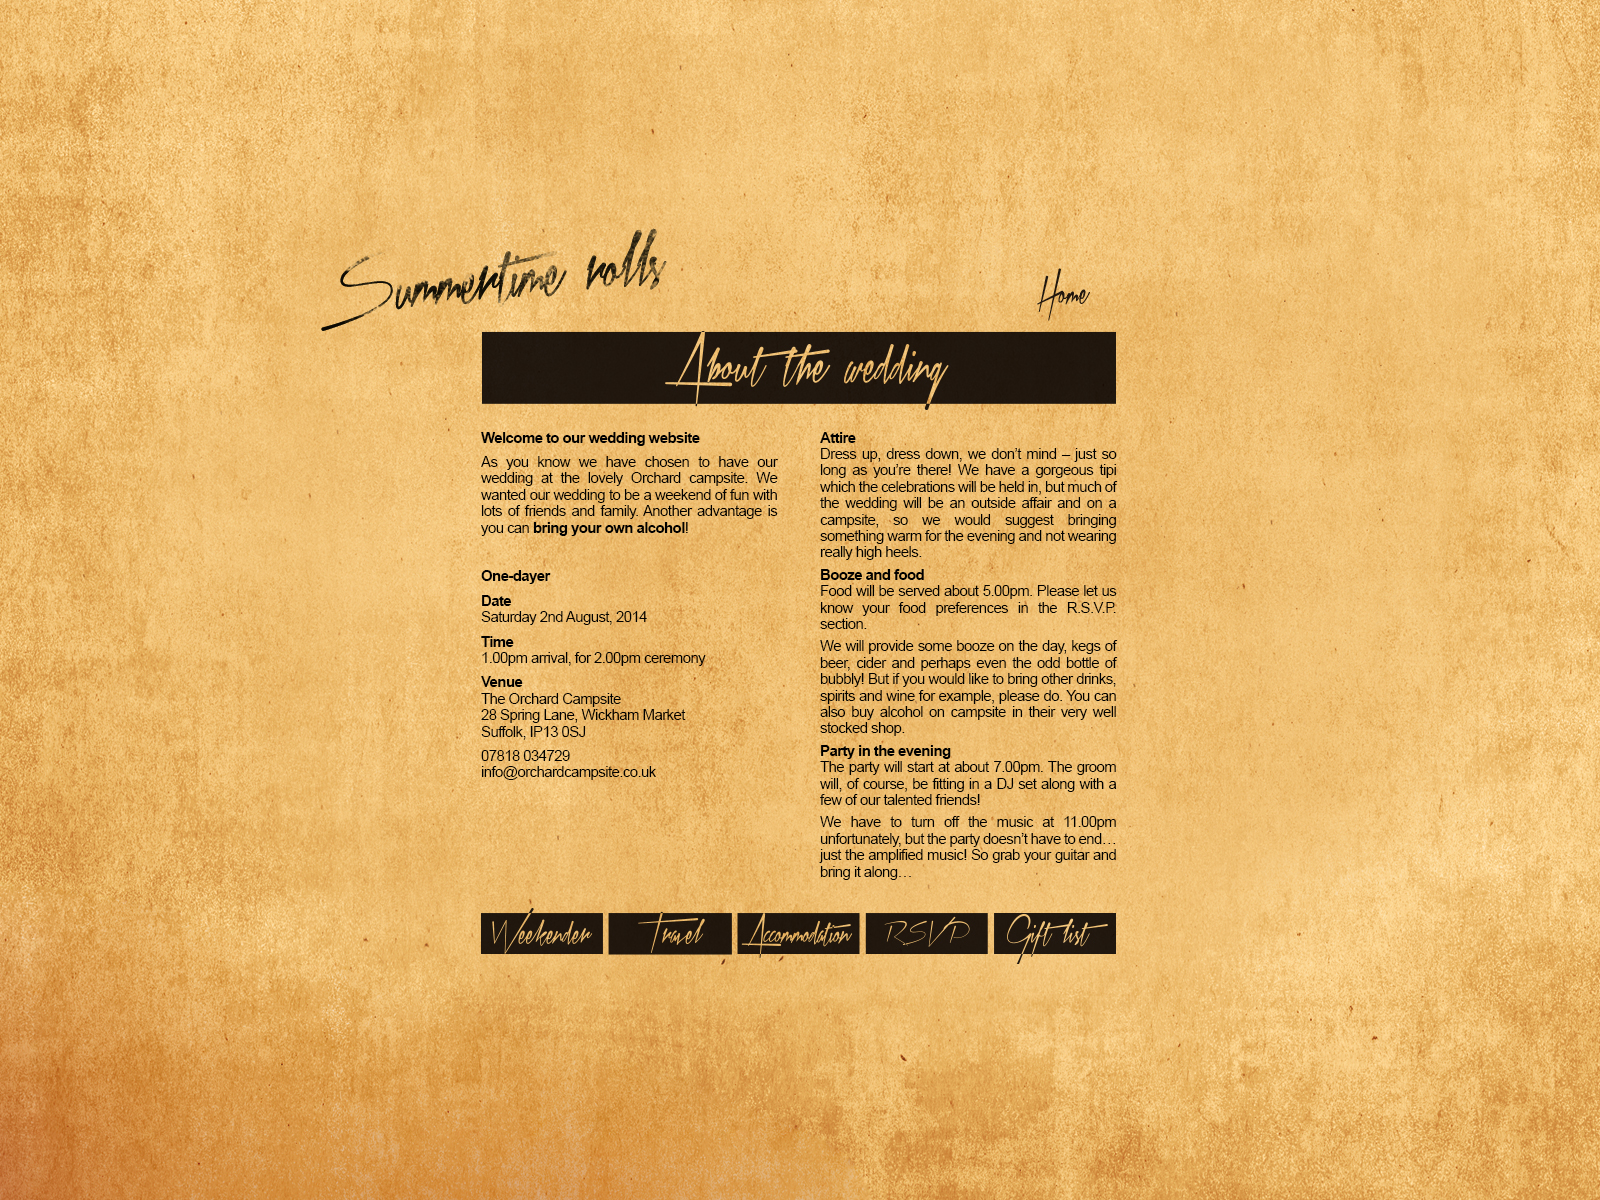 Summertime rolls
Home
About the wedding
Welcome to our wedding website
As you know we have chosen to have our
wedding at the lovely Orchard campsite. We
wanted our wedding to be a weekend of fun with
lots of friends and family. Another advantage is
you can bring your own alcohol!
One-dayer
Date
Saturday 2nd August, 2014
Time
1.00pm arrival, for 2.00pm ceremony
Venue
The Orchard Campsite
28 Spring Lane, Wickham Market
Suffolk, IP13 0SJ
07818 034729
info@orchardcampsite.co.uk
Attire
Dress up, dress down, we don’t mind – just so
long as you’re there! We have a gorgeous tipi
which the celebrations will be held in, but much of
the wedding will be an outside affair and on a
campsite, so we would suggest bringing
something warm for the evening and not wearing
really high heels.
Booze and food
Food will be served about 5.00pm. Please let us
know your food preferences in the R.S.V.P.
section.
We will provide some booze on the day, kegs of
beer, cider and perhaps even the odd bottle of
bubbly! But if you would like to bring other drinks,
spirits and wine for example, please do. You can
also buy alcohol on campsite in their very well
stocked shop.
Party in the evening
The party will start at about 7.00pm. The groom
will, of course, be fitting in a DJ set along with a
few of our talented friends!
We have to turn off the music at 11.00pm
unfortunately, but the party doesn’t have to end…
just the amplified music! So grab your guitar and
bring it along…
Weekender
Travel
Accommodation
RSVP
Gift list